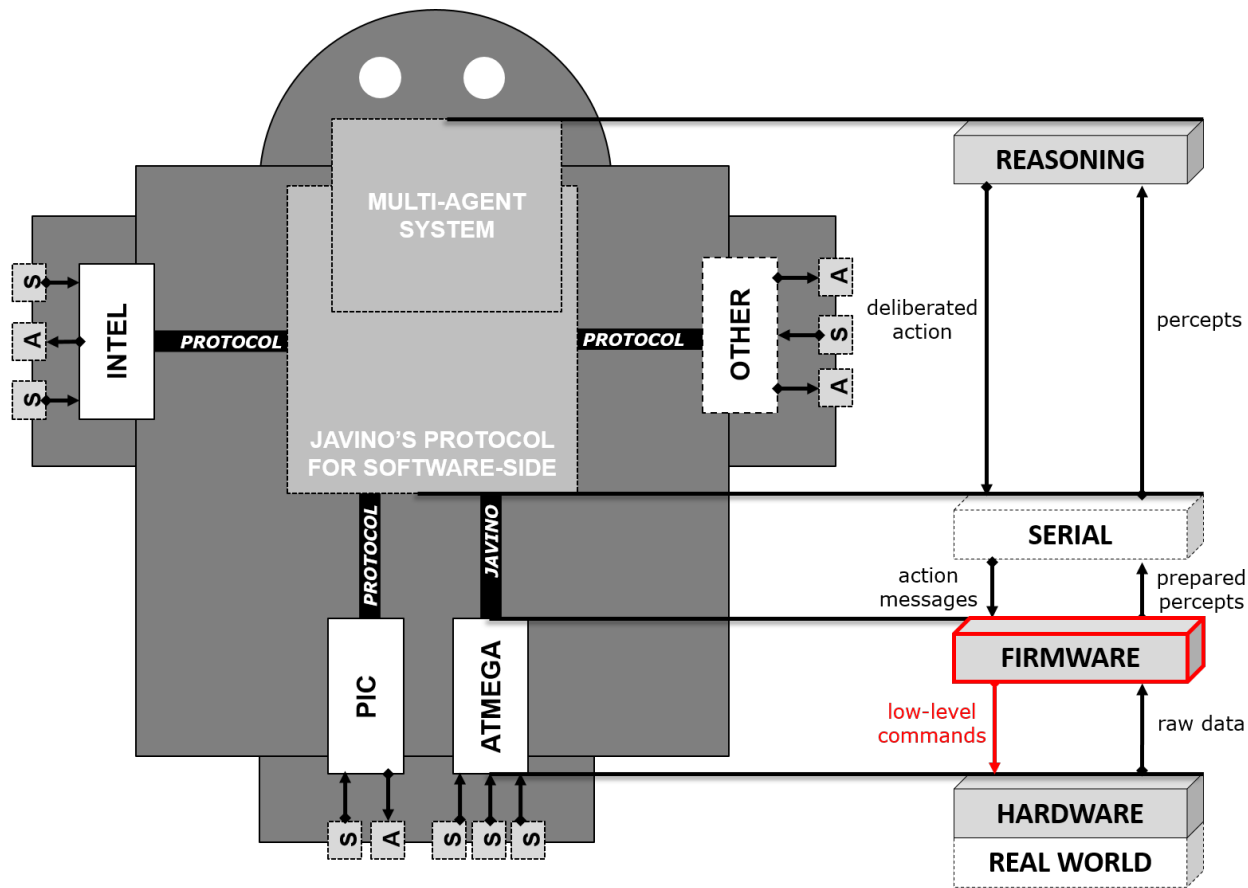 REASONING
MULTI-AGENT
SYSTEM
S
A
S
INTEL
PROTOCOL
PROTOCOL
OTHER
A
S
A
deliberated
action
percepts
JAVINO'S PROTOCOL
FOR SOFTWARE-SIDE
PROTOCOL
JAVINO
SERIAL
action
messages
prepared
percepts
PIC
ATMEGA
FIRMWARE
low-level
commands
raw data
S
A
S
S
S
HARDWARE
REAL WORLD